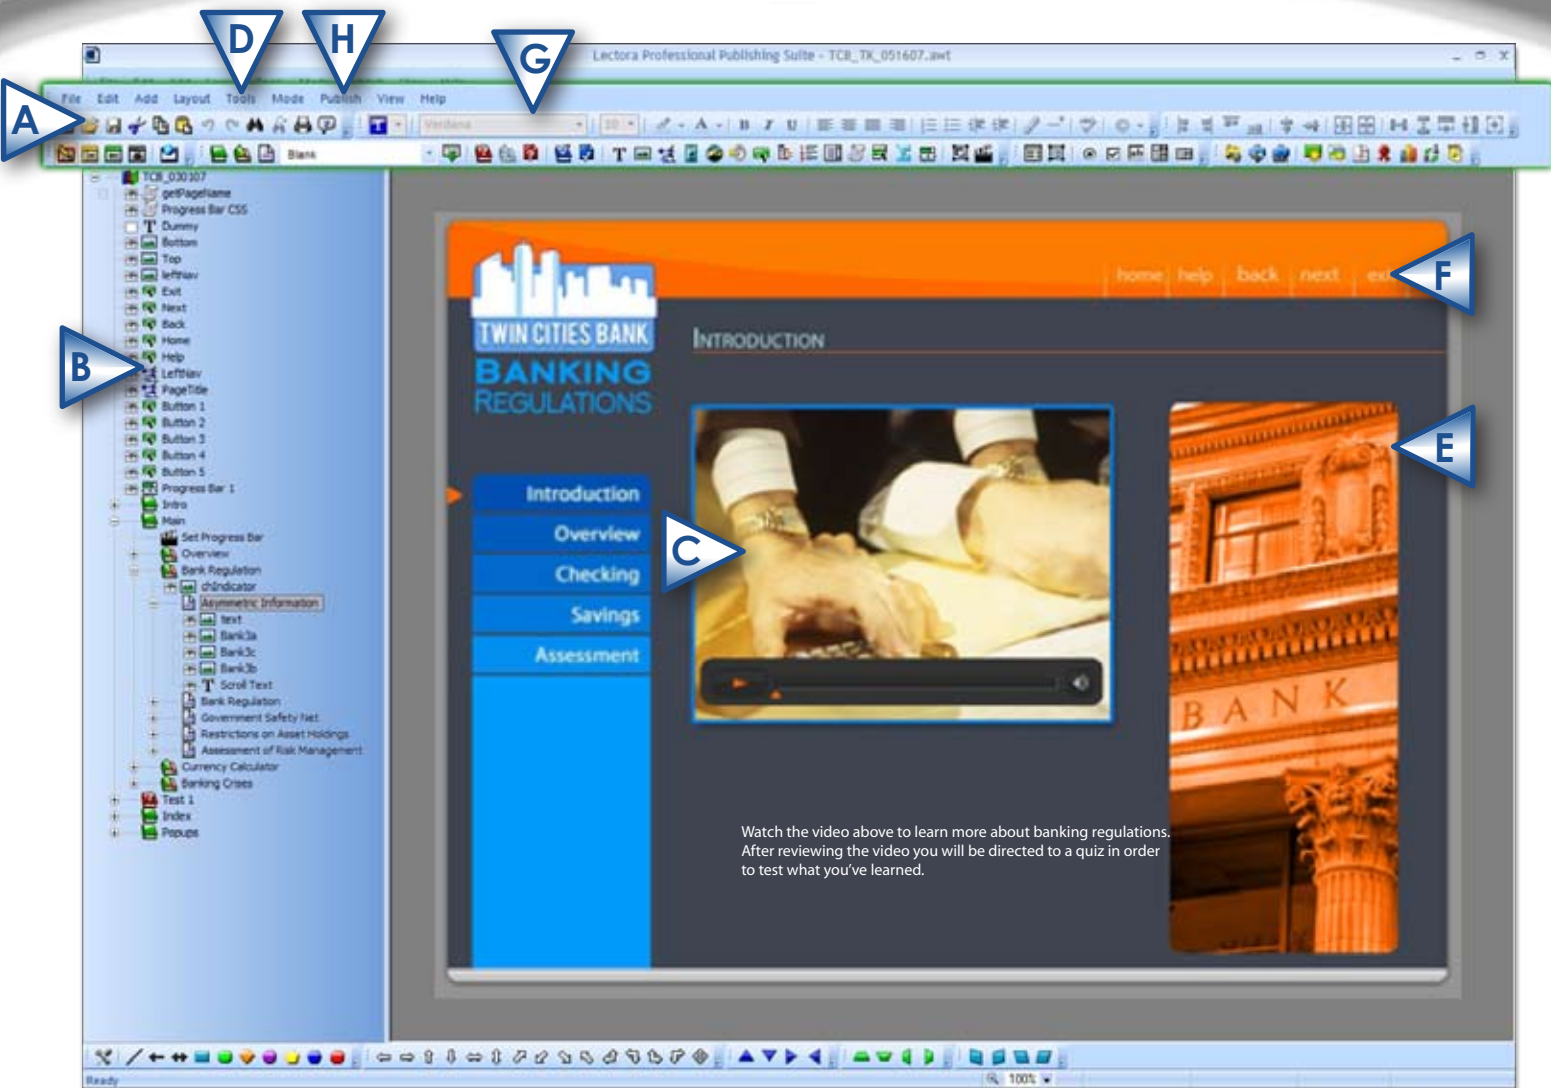 D
H
G
Lectora Professional Publishing Suite - TCB_TK_051607.awt
A
File Edit Add Layout Tools Mode Publish View Help
Verdana
10
Blank
TCB_030107
getPageName
Progress Bar CSS
Dummy
Bottom
Top
leftNav
Exit
Next
Back
Home
Help
B
LeftNav
PageTitle
Button 1
Button 2
Button 3
Button 4
Button 5
Progress Bar 1
Intro
Main
Set Progress Bar
Overview
Bank Regulation
chIndicator
Asymmetric Information
text
Bank3a
Bank3c
Bank3b
Scroll Text
Bank Regulation
Government Safety Net
Restrictions on Asset Holdings
Assessment of Risk Management
Currency Calculator
Banking Crises
Test 1
Index
Popups
home help back next
F
TWIN CITIES BANK
BANKING
REGULATIONS
INTRODUCTION
E
Introduction
Overview
Checking
Savings
Assessment
C
BANK
Watch the video above to learn more about banking regulations.
After reviewing the video you will be directed to a quiz in order
to test what you've learned.
Ready
100%